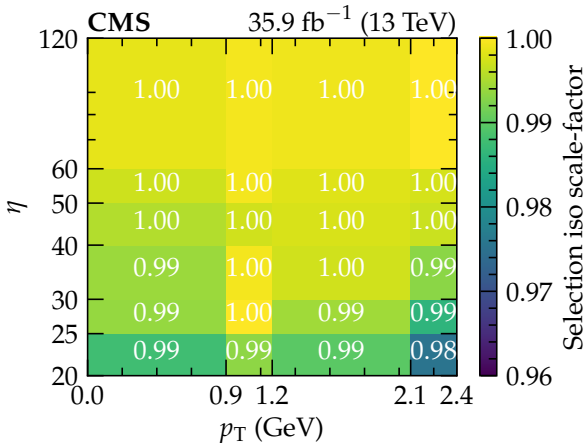 CMS 35.9 fb⁻¹ (13 TeV)
120 1.00 1.00 1.00 1.00 1.00
60 1.00 1.00 1.00 1.00 0.99
50 1.00 1.00 1.00 1.00 0.98
40 0.99 1.00 1.00 0.99
30 0.99 1.00 0.99 0.99 0.97
25 0.99 0.99 0.99 0.98
20 0.96
0.0 0.9 1.2 2.1 2.4
η
p_T (GeV)
Selection iso scale-factor